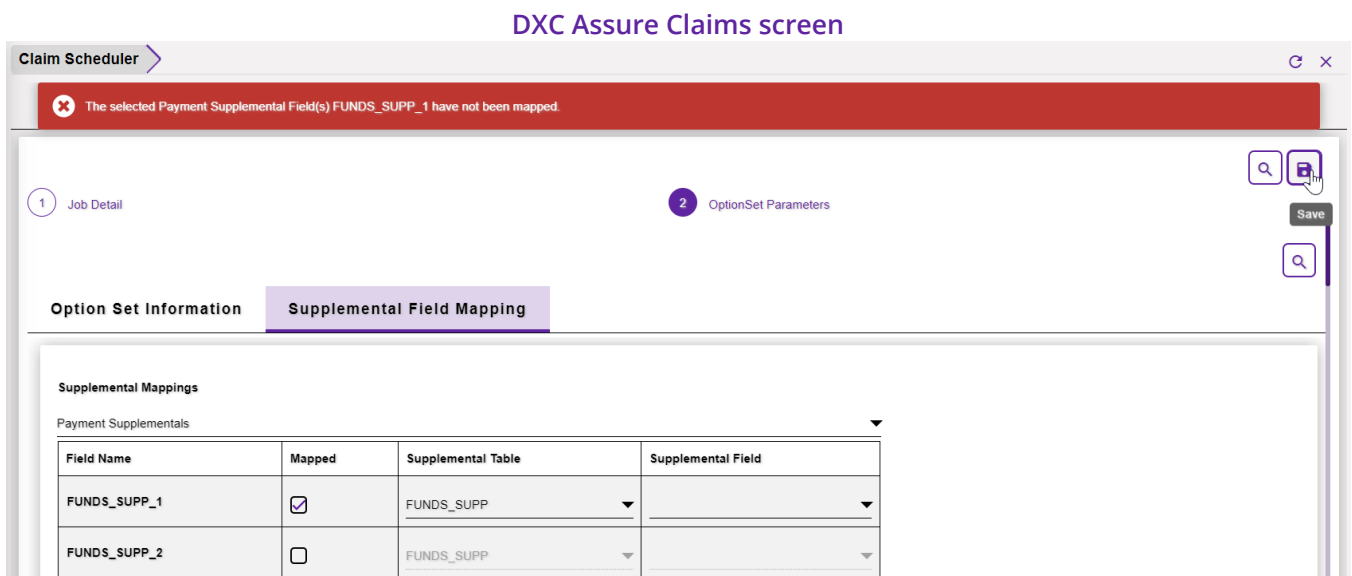 DXC Assure Claims screen
Claim Scheduler
The selected Payment Supplemental Field(s) FUNDS_SUPP_1 have not been mapped.
1 Job Detail 2 OptionSet Parameters
Save
Option Set Information Supplemental Field Mapping
Supplemental Mappings
Payment Supplementals
Field Name Mapped Supplemental Table Supplemental Field
FUNDS_SUPP_1 FUNDS_SUPP
FUNDS_SUPP_2 FUNDS_SUPP